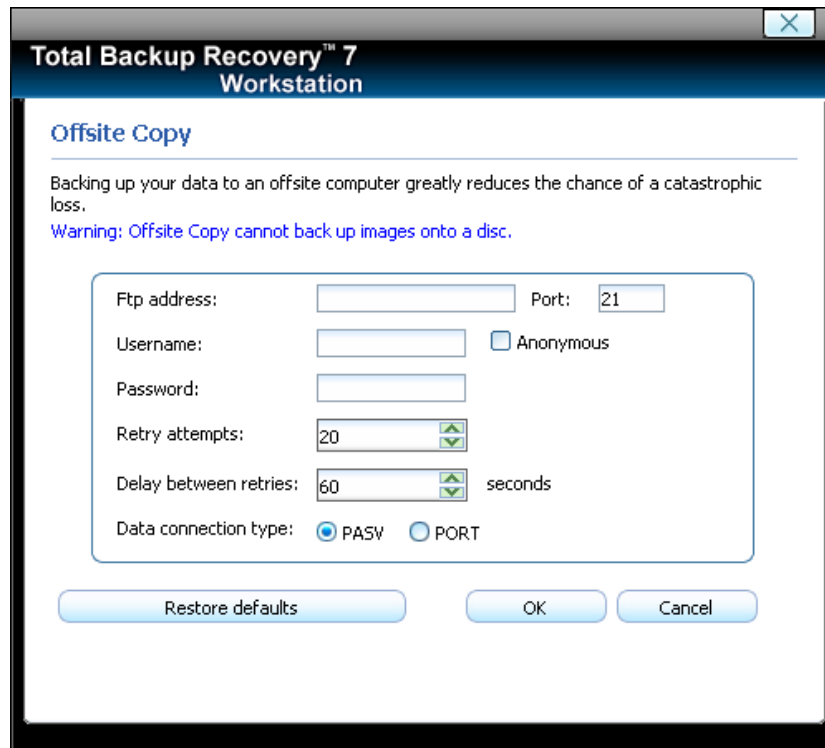 Total Backup Recovery™ 7
Workstation
Offsite Copy
Backing up your data to an offsite computer greatly reduces the chance of a catastrophic
loss.
Warning: Offsite Copy cannot back up images onto a disc.
Ftp address: Port: 21
Username: Anonymous
Password:
Retry attempts: 20
Delay between retries: 60 seconds
Data connection type: PASV PORT
Restore defaults OK Cancel